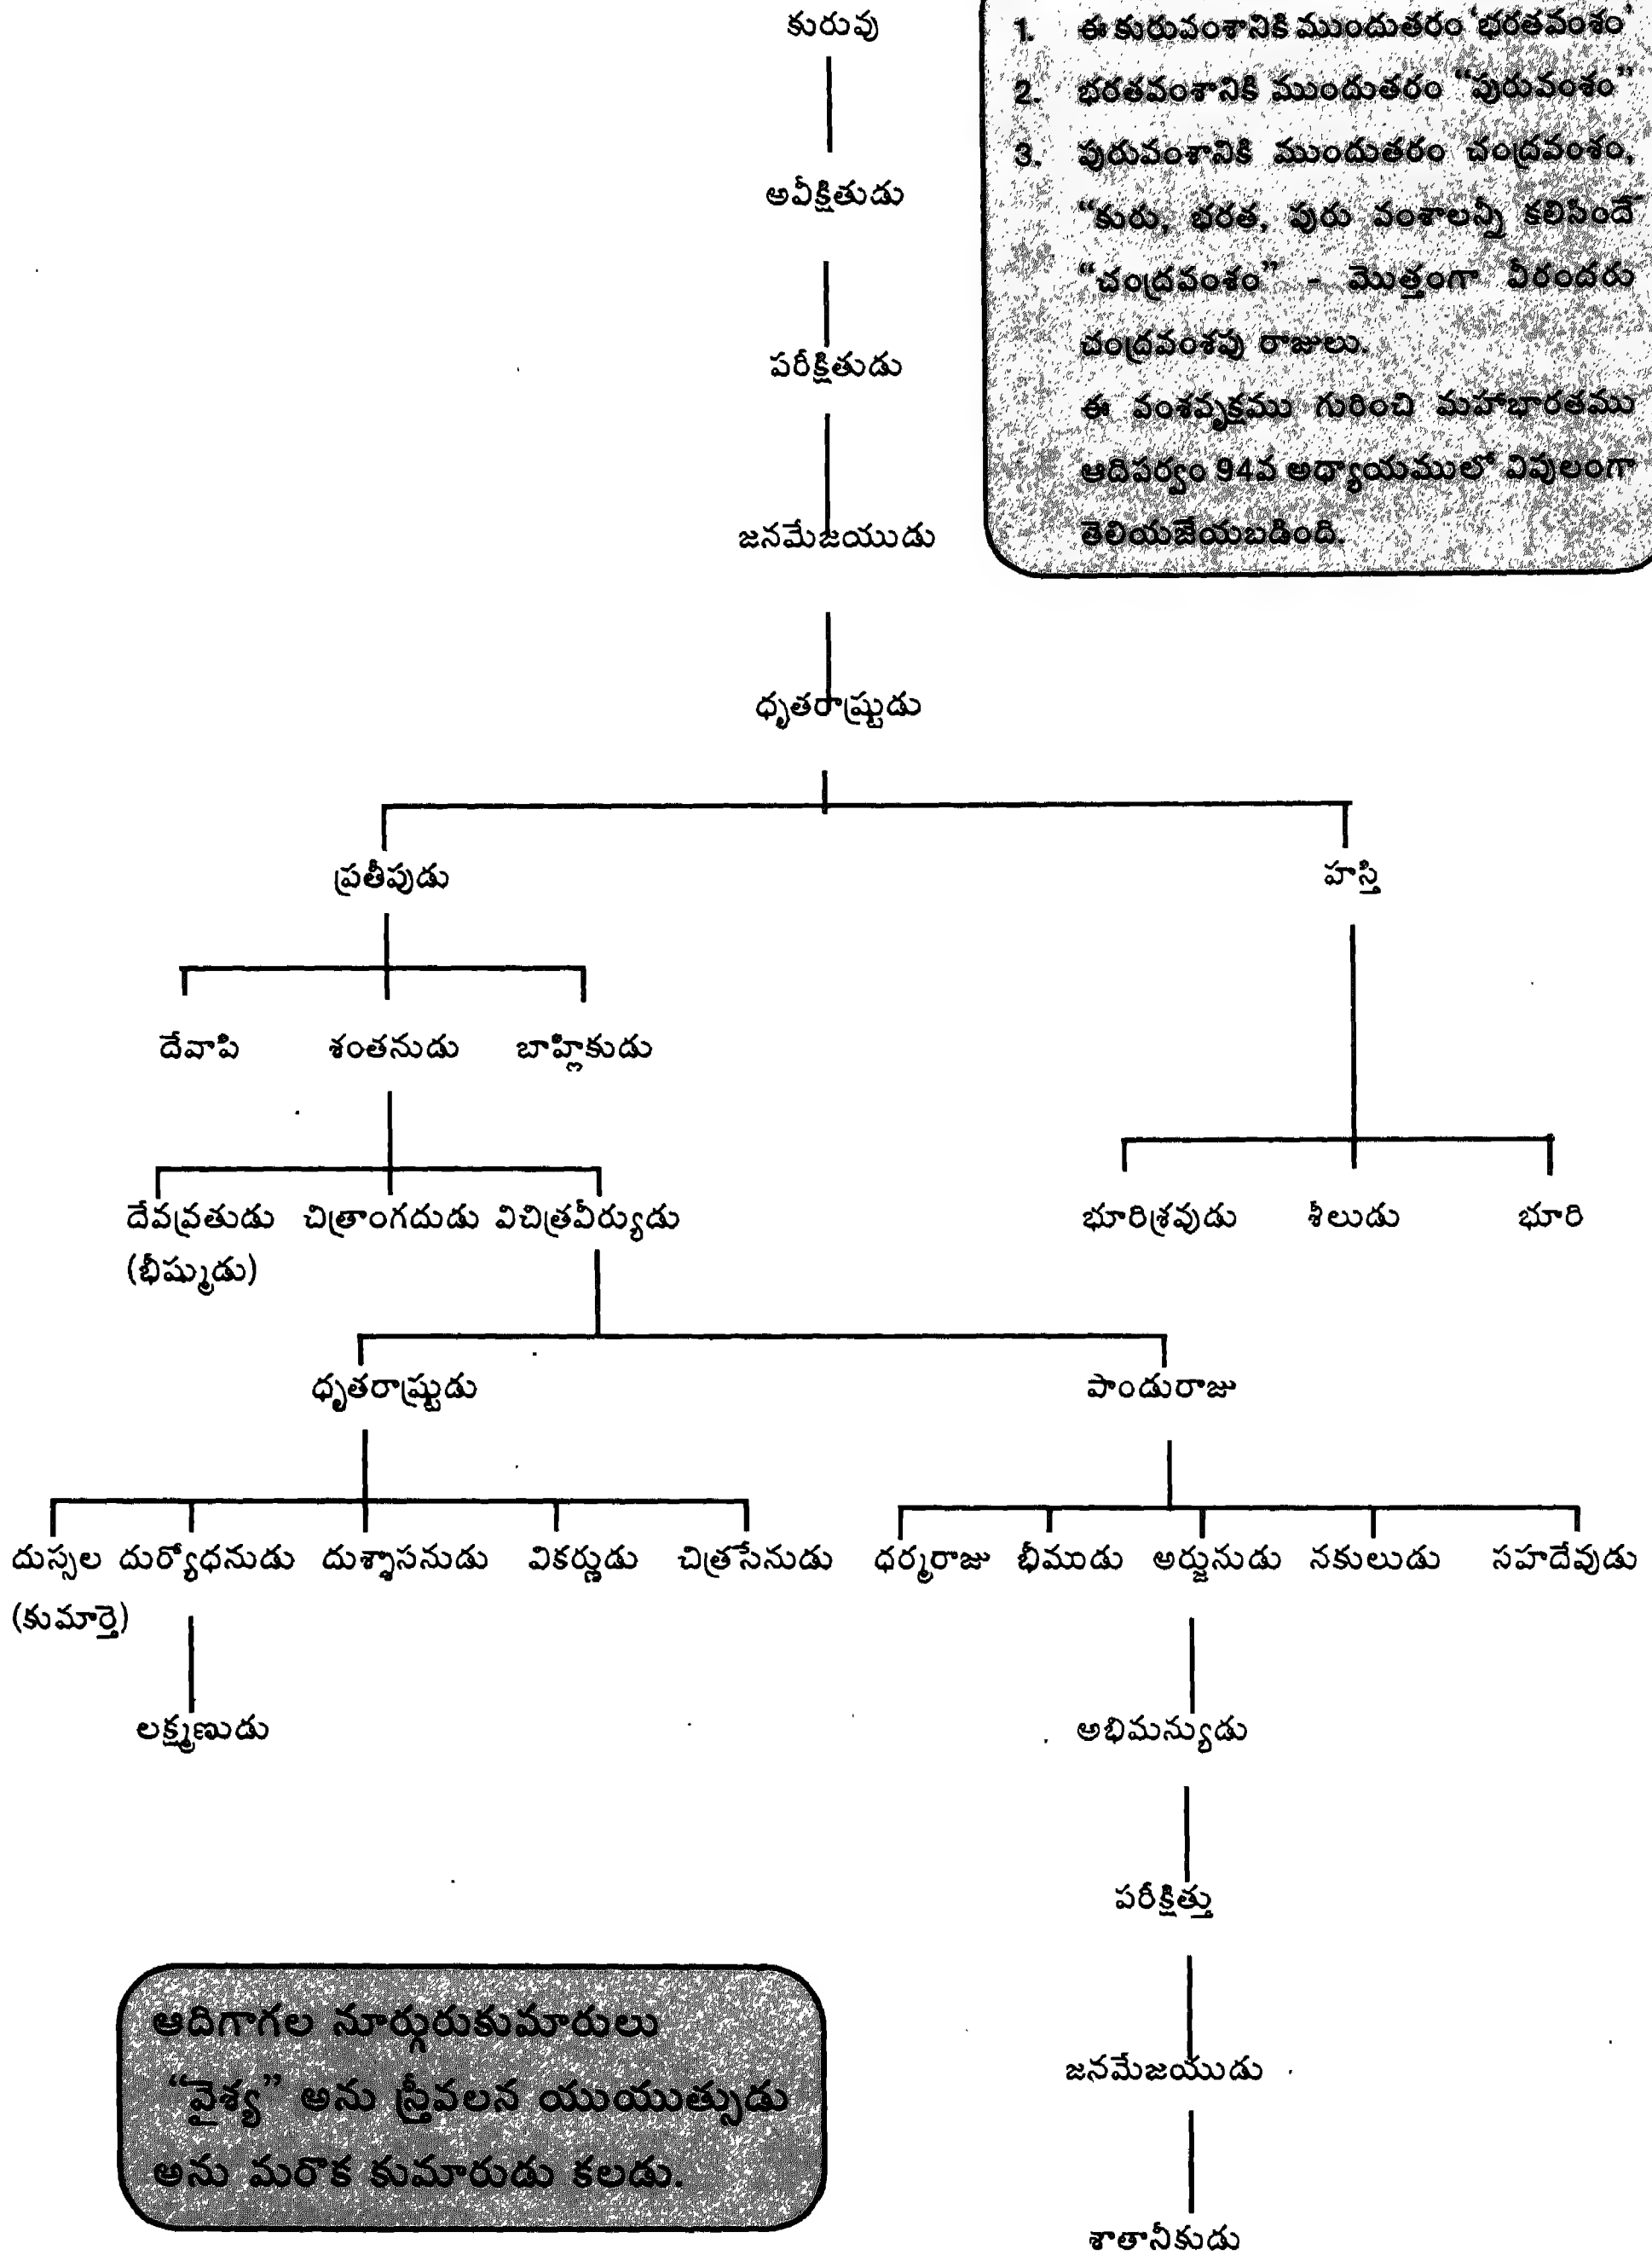 కురువు
1. ఈ కురువంశానికి ముందుతరం ‘భరతవంశం’
2. భరతవంశానికి ముందుతరం “పురువంశం”
3. పురువంశానికి ముందుతరం చంద్రవంశం,
“కురు, భరత, పురు వంశాలన్నీ కలిసిందే
“చంద్రవంశం” - మొత్తంగా వీరందరు
చంద్రవంశపు రాజులు.
ఈ వంశవృక్షము గురించి మహాభారతము
ఆదిపర్వం 94వ అధ్యాయములో విపులంగా
తెలియజేయబడింది.
అవీక్షితుడు
పరీక్షితుడు
జనమేజయుడు
ధృతరాష్ట్రుడు
ప్రతీపుడు హస్తి
దేవాపి శంతనుడు బాహ్లికుడు
దేవవ్రతుడు చిత్రాంగదుడు విచిత్రవీర్యుడు భూరిశ్రవుడు శీలుడు భూరి
(భీష్ముడు)
ధృతరాష్ట్రుడు పాండురాజు
దుస్సల దుర్యోధనుడు దుశ్శాసనుడు వికర్ణుడు చిత్రసేనుడు ధర్మరాజు భీముడు అర్జునుడు నకులుడు సహదేవుడు
(కుమార్తె)
లక్ష్మణుడు అభిమన్యుడు
పరీక్షిత్తు
ఆదిగాగల నూర్గురుకుమారులు
“వైశ్య” అను స్త్రీవలన యుయుత్సుడు
అను మరొక కుమారుడు కలడు.
జనమేజయుడు
శాతానీకుడు